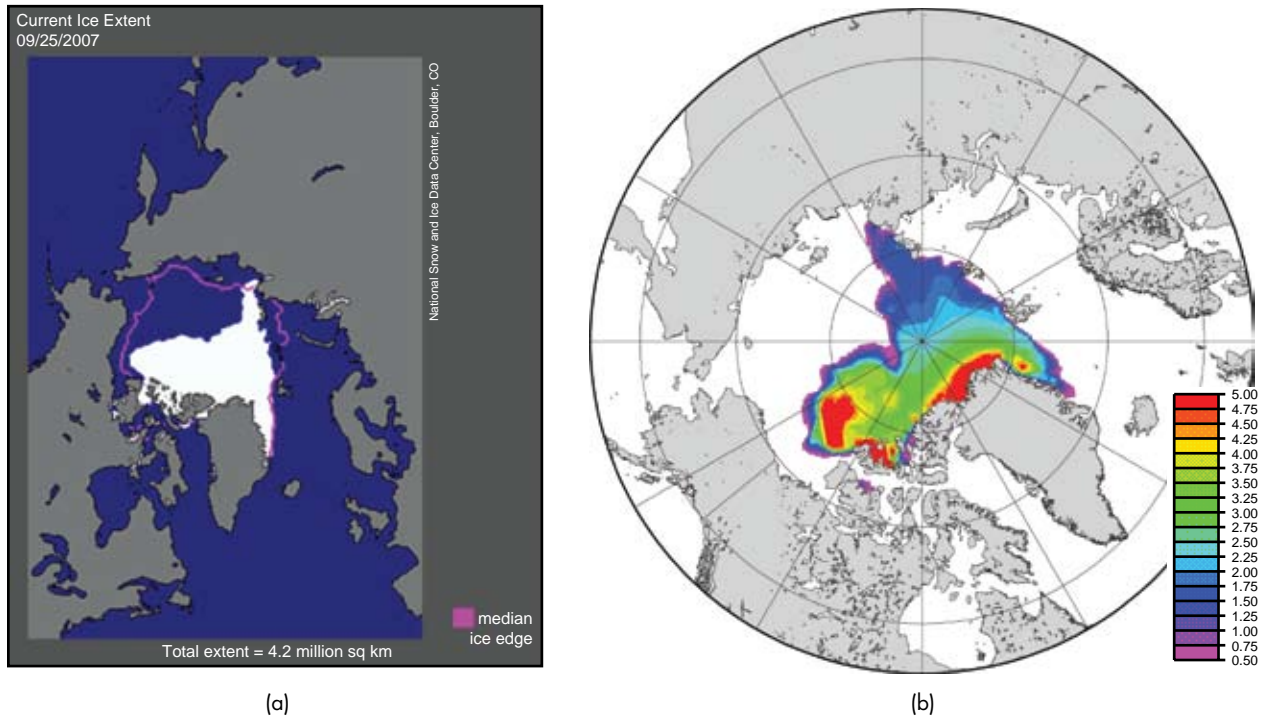 Current Ice Extent
09/25/2007
National Snow and Ice Data Center, Boulder, CO
median
ice edge
Total extent = 4.2 million sq km
(a)
5.00
4.75
4.50
4.25
4.00
3.75
3.50
3.25
3.00
2.75
2.50
2.25
2.00
1.75
1.50
1.25
1.00
0.75
0.50
(b)